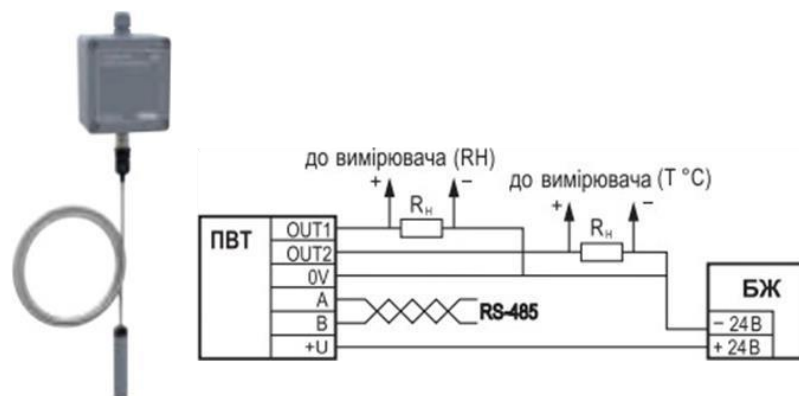 до вимірювача (RH)
+ −
Rн
до вимірювача (T °C)
+ −
Rн
ПВТ
OUT1
OUT2
0V
A
B
+U
RS-485
БЖ
− 24 В
+ 24 В